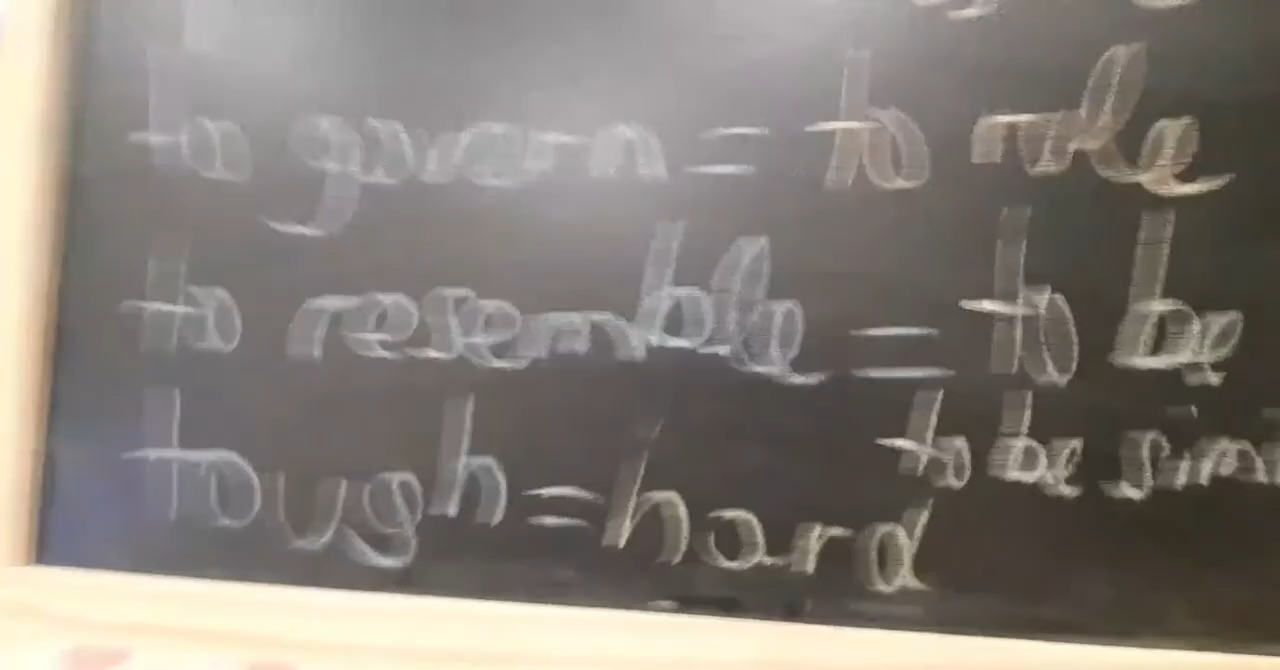 to govern = to rule
to resemble = to be
to be simi
tough = hard